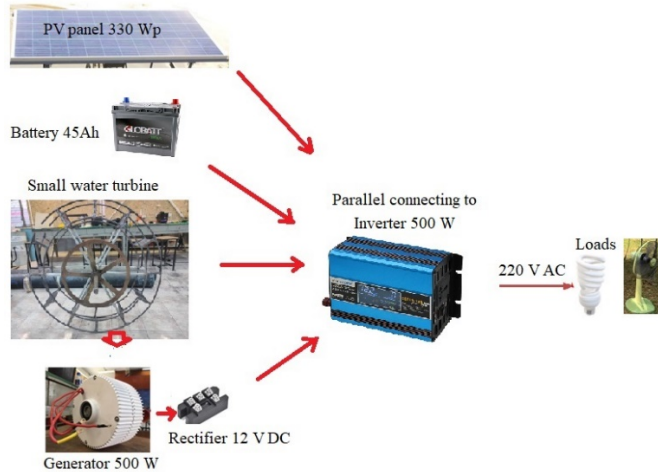 PV panel 330 Wp
GLOBATT
Battery 45Ah
Small water turbine
Parallel connecting to
Inverter 500 W
Loads
220 V AC
Rectifier 12 V DC
Generator 500 W